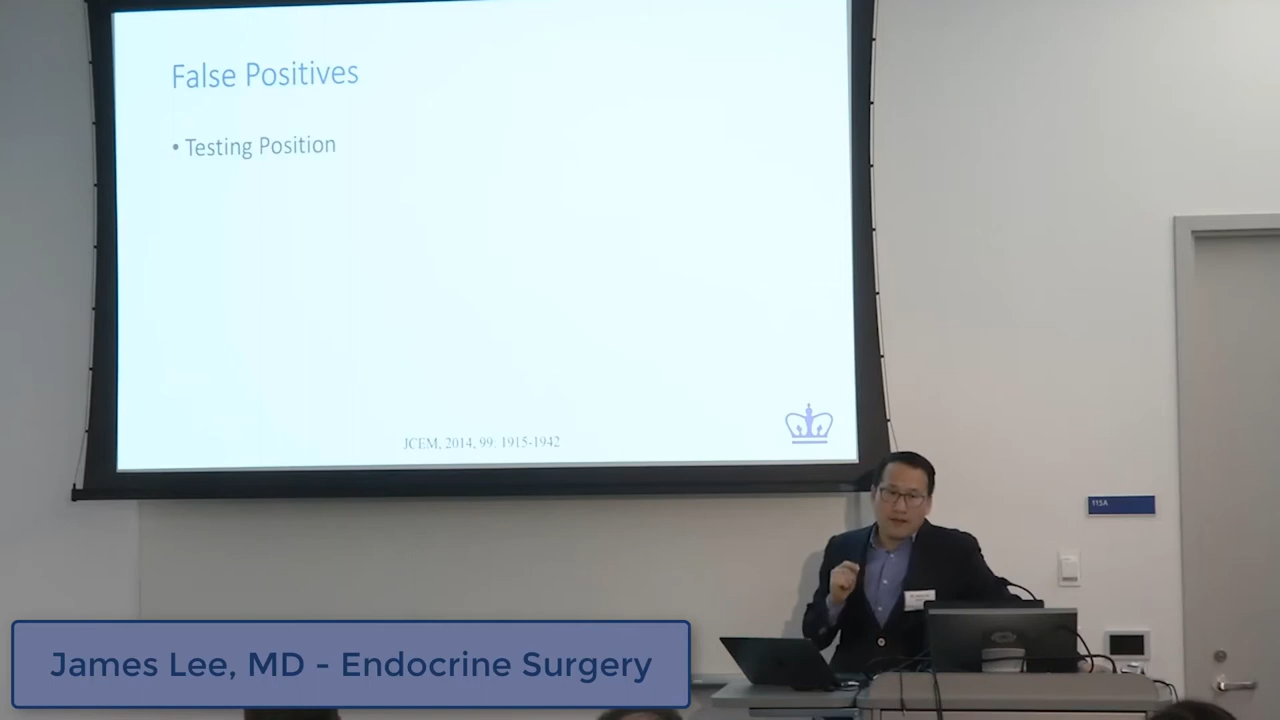 False Positives
• Testing Position
JCEM, 2014, 99: 1915-1942
115A
James Lee, MD - Endocrine Surgery